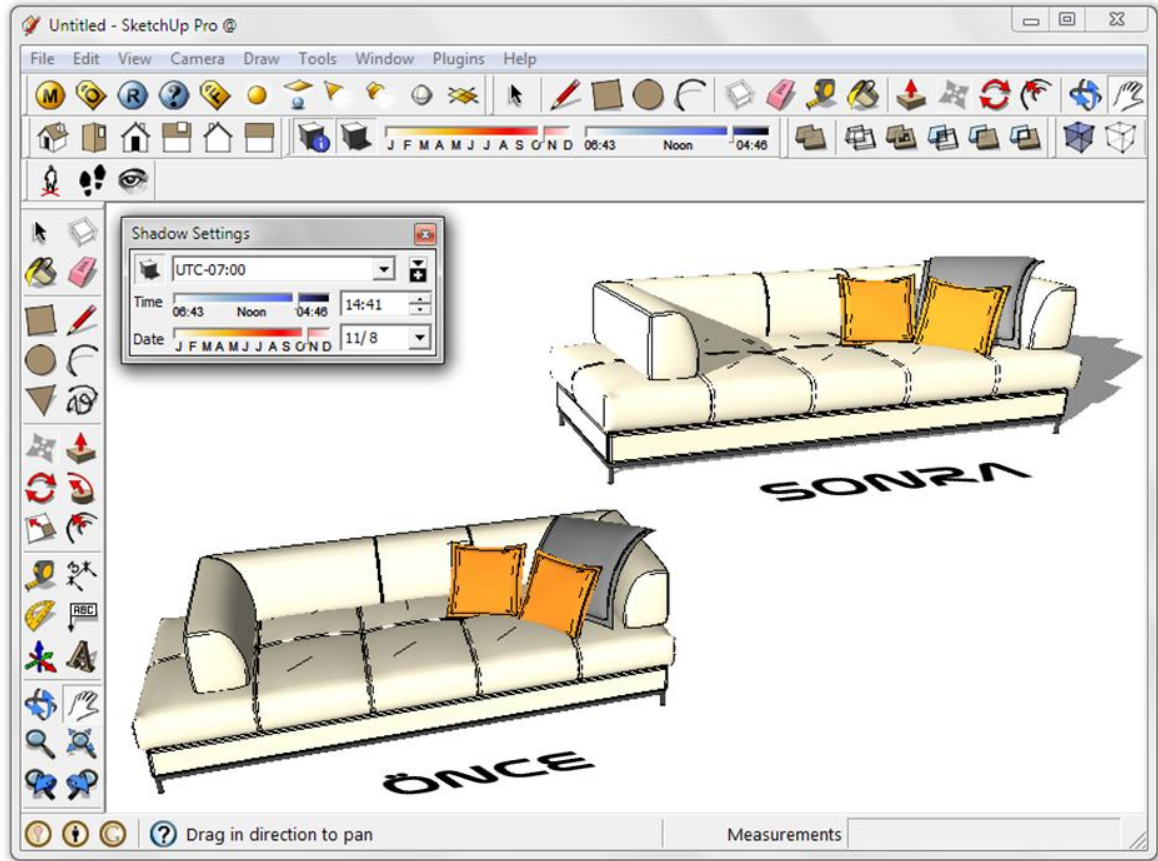 Untitled - SketchUp Pro @
File Edit View Camera Draw Tools Window Plugins Help
M R ?
J F M A M J J A S O N D 06:43 Noon 04:46
Shadow Settings
UTC-07:00
Time 06:43 Noon 04:46 14:41
Date J F M A M J J A S O N D 11/8
SONRA
ABC
A
ÖNCE
? Drag in direction to pan Measurements